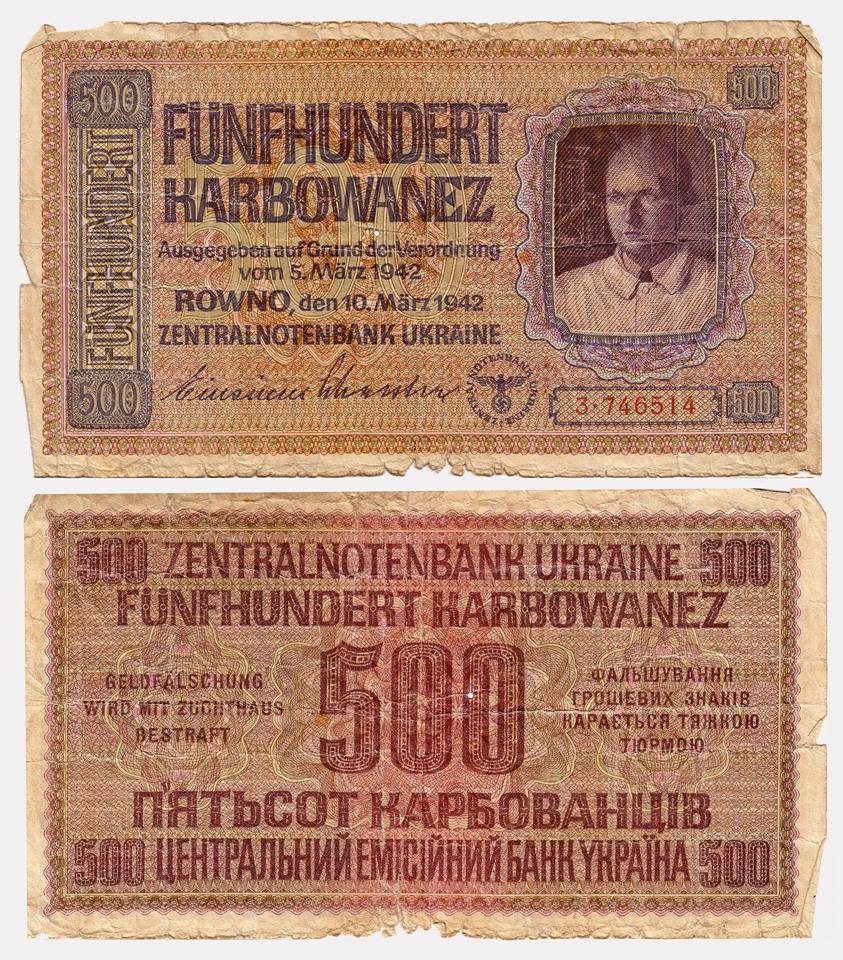 500
500
FÜNFHUNDERT
FÜNFHUNDERT
KARBOWANEZ
Ausgegeben auf Grund der Verordnung
vom 5. März 1942
ROWNO, den 10. März 1942
ZENTRALNOTENBANK UKRAINE
ZENTRALNOTENBANK UKRAINE
500
3·746514
500
500 ZENTRALNOTENBANK UKRAINE 500
FÜNFHUNDERT KARBOWANEZ
GELDFÄLSCHUNG
WIRD MIT ZUCHTHAUS
BESTRAFT
500
ФАЛЬШУВАННЯ
ГРОШЕВИХ ЗНАКІВ
КАРАЄТЬСЯ ТЯЖКОЮ
ТЮРМОЮ
П'ЯТЬСОТ КАРБОВАНЦІВ
500 ЦЕНТРАЛЬНИЙ ЕМІСІЙНИЙ БАНК УКРАЇНА 500